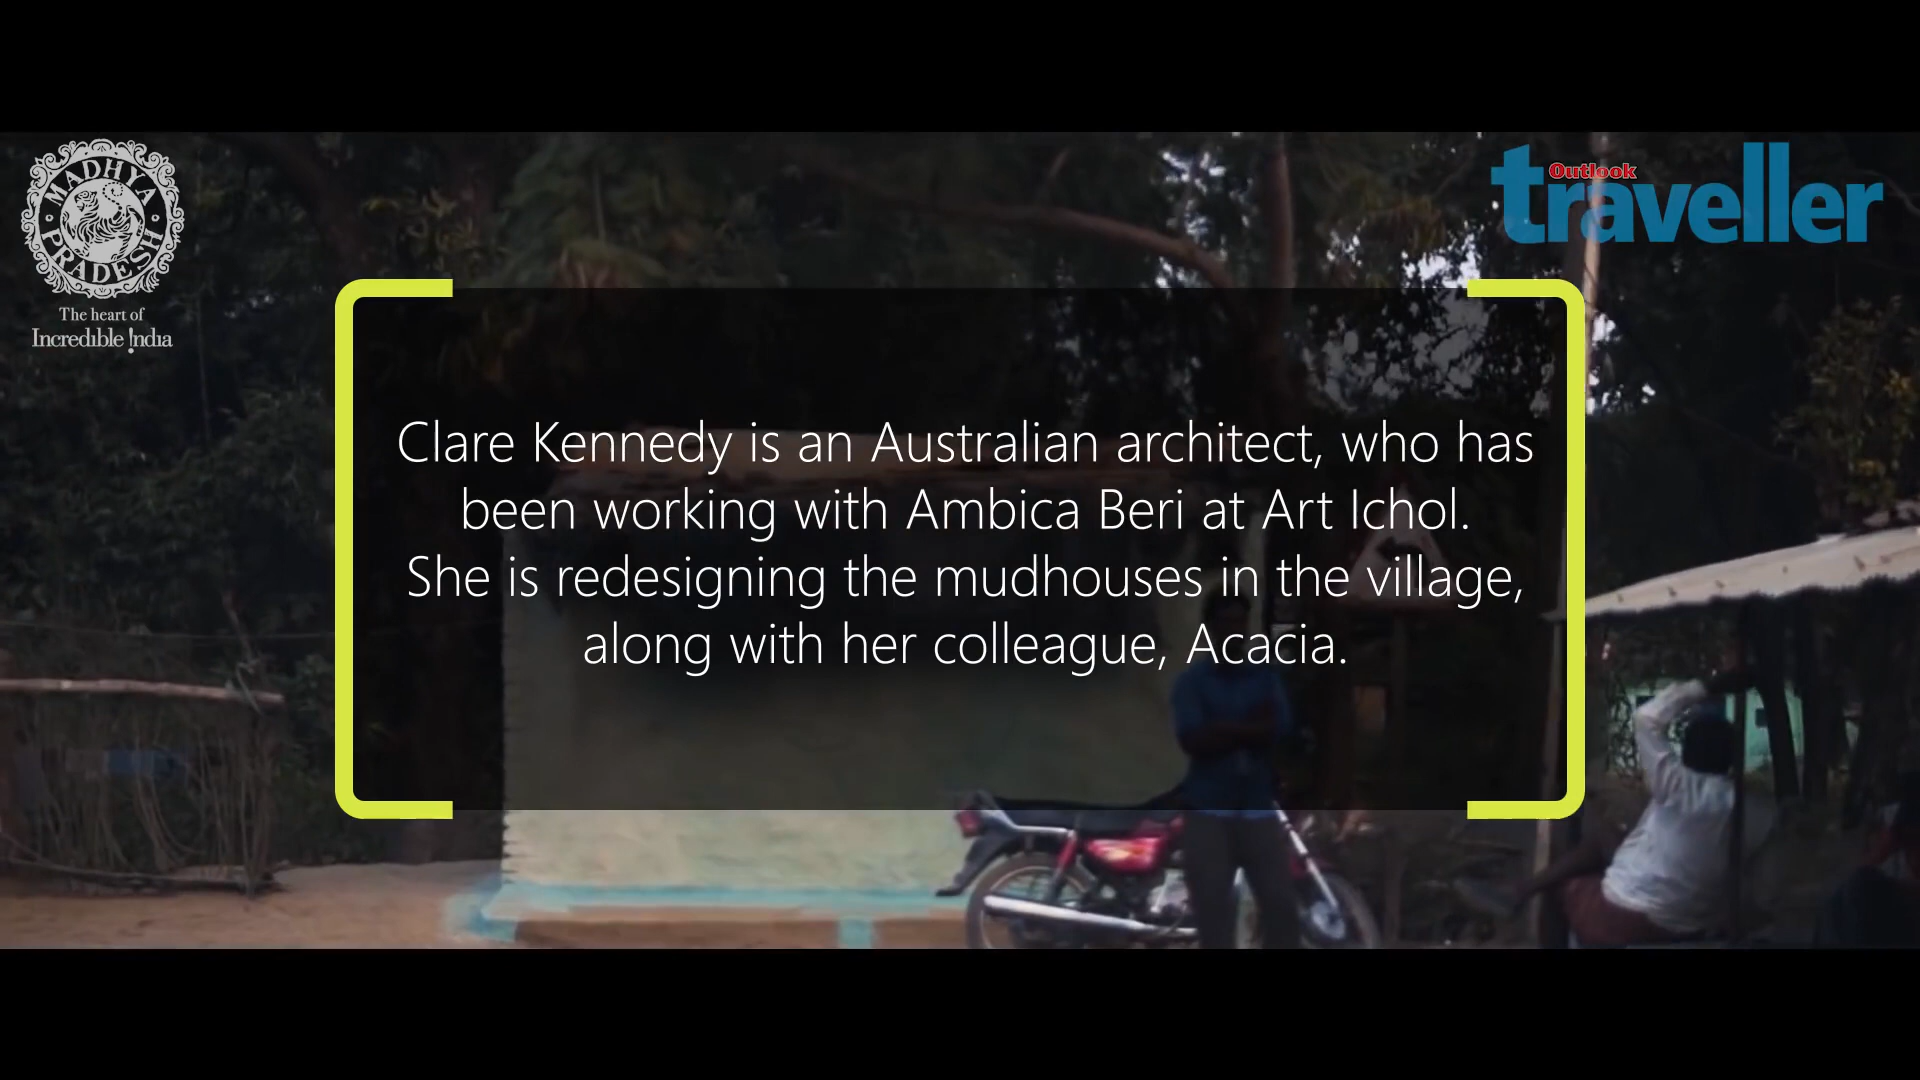 MADHYA PRADESH
The heart of
Incredible !ndia
Outlook
traveller
Clare Kennedy is an Australian architect, who has
been working with Ambica Beri at Art Ichol.
She is redesigning the mudhouses in the village,
along with her colleague, Acacia.